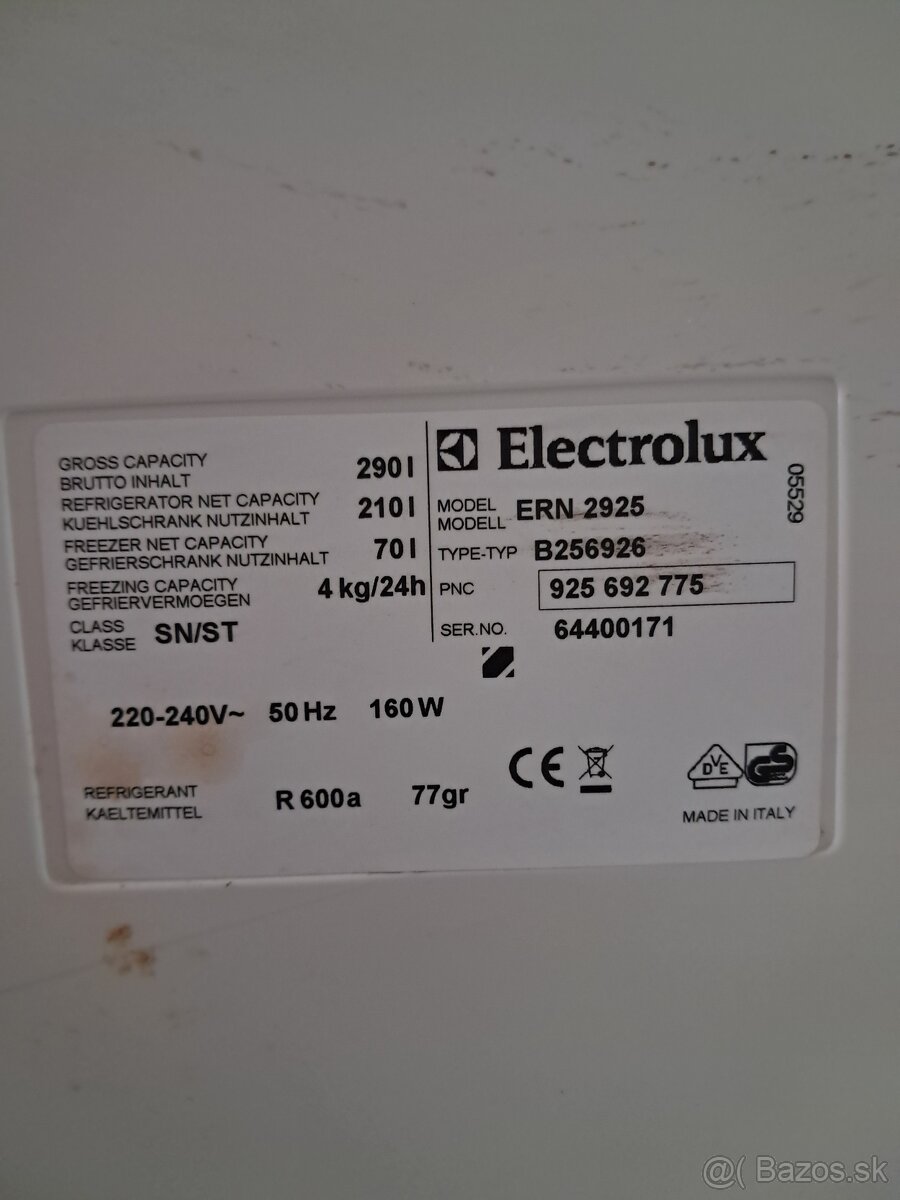 GROSS CAPACITY
BRUTTO INHALT 290 l
REFRIGERATOR NET CAPACITY
KUEHLSCHRANK NUTZINHALT 210 l
FREEZER NET CAPACITY
GEFRIERSCHRANK NUTZINHALT 70 l
FREEZING CAPACITY
GEFRIERVERMOEGEN 4 kg/24h
CLASS
KLASSE SN/ST
Electrolux
05529
MODEL
MODELL ERN 2925
TYPE-TYP B256926
PNC 925 692 775
SER.NO. 64400171
220-240V~ 50 Hz 160 W
REFRIGERANT
KAELTEMITTEL R 600a 77gr
CE
DVE
GS
MADE IN ITALY
@( Bazos.sk